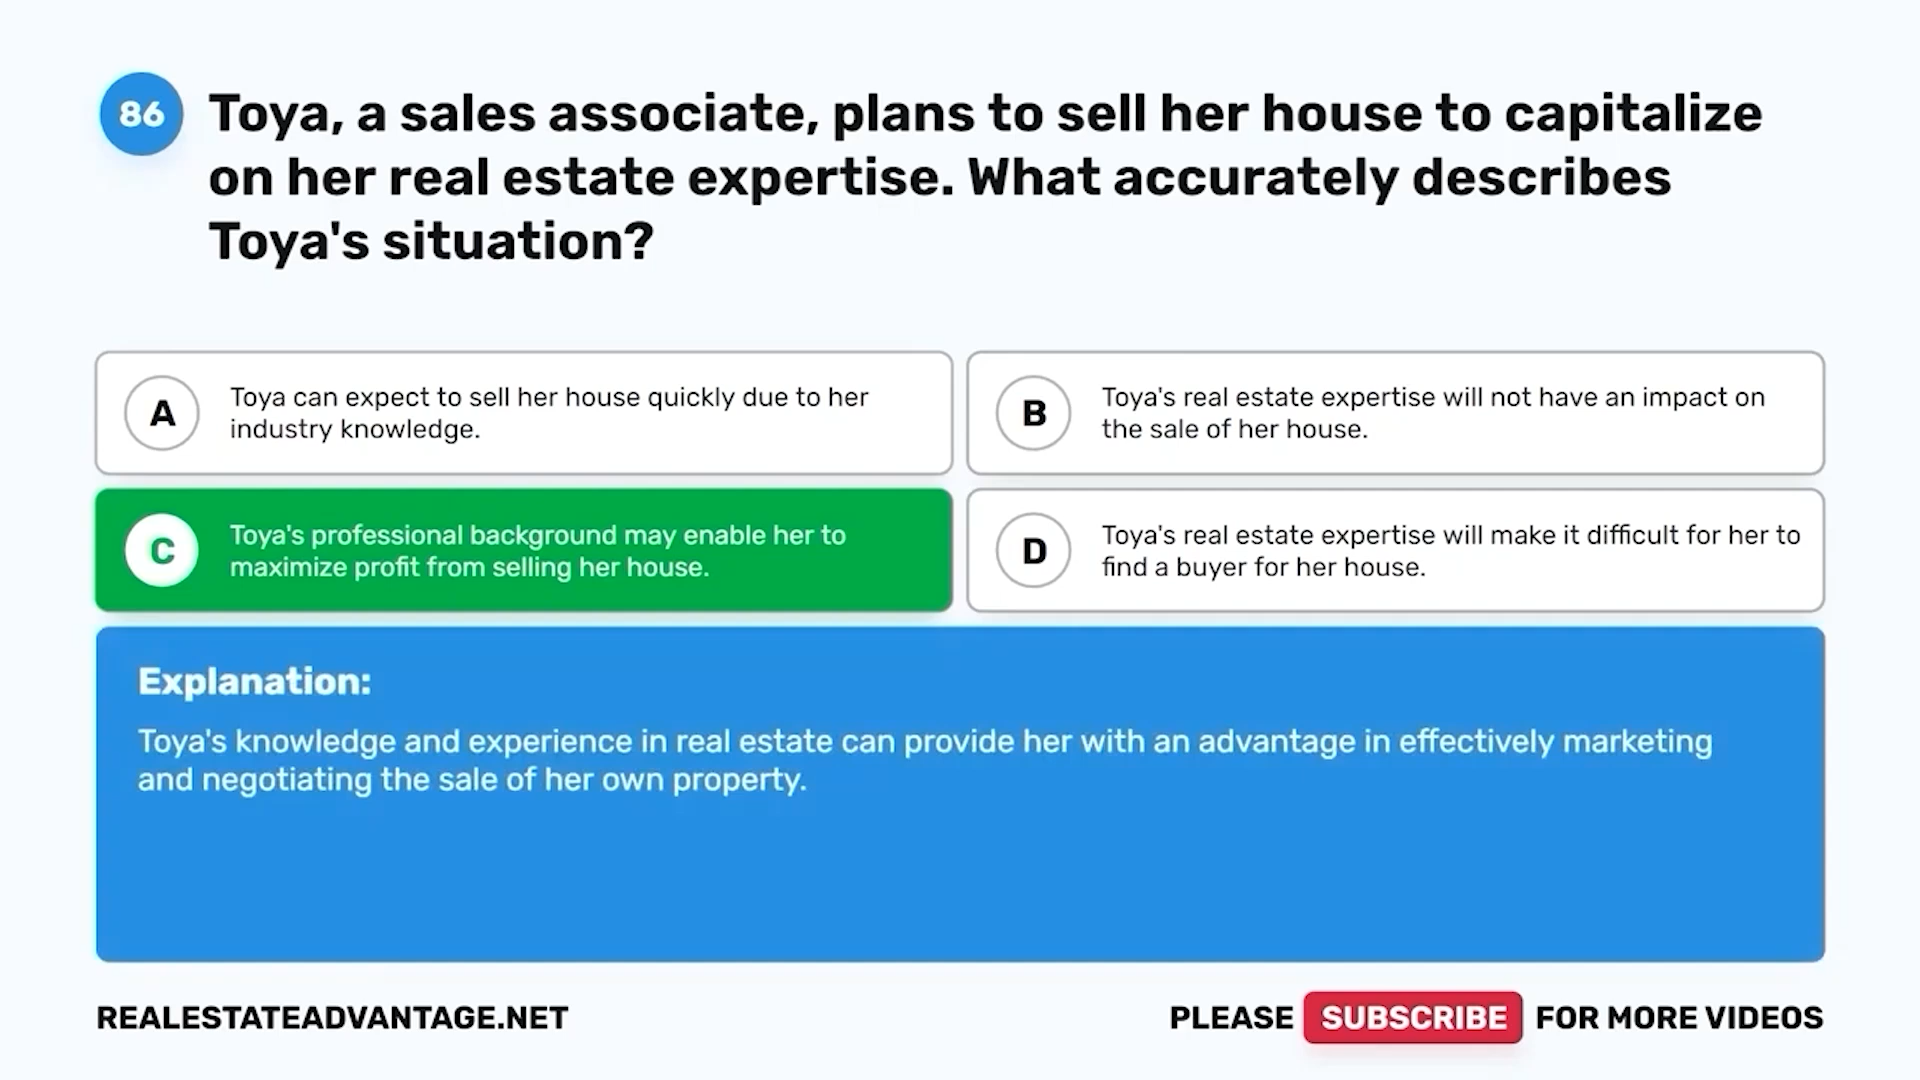 86
Toya, a sales associate, plans to sell her house to capitalize
on her real estate expertise. What accurately describes
Toya's situation?
A
Toya can expect to sell her house quickly due to her
industry knowledge.
B
Toya's real estate expertise will not have an impact on
the sale of her house.
C
Toya's professional background may enable her to
maximize profit from selling her house.
D
Toya's real estate expertise will make it difficult for her to
find a buyer for her house.
Explanation:
Toya's knowledge and experience in real estate can provide her with an advantage in effectively marketing
and negotiating the sale of her own property.
REALESTATEADVANTAGE.NET
PLEASE SUBSCRIBE FOR MORE VIDEOS